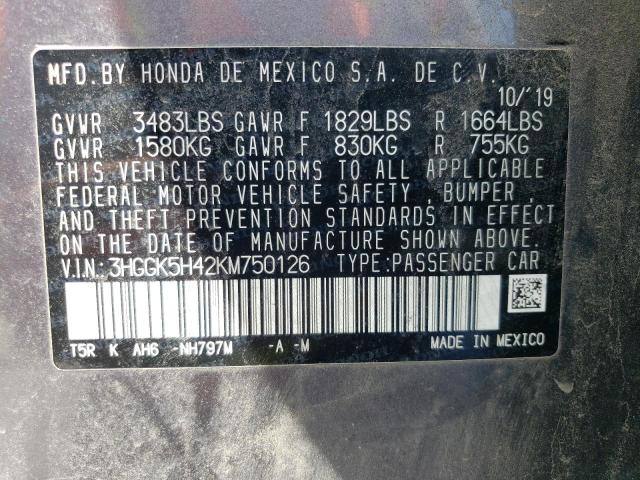 MFD. BY HONDA DE MEXICO S.A. DE C.V.
10/'19
GVWR 3483LBS GAWR F 1829LBS R 1664LBS
GVWR 1580KG GAWR F 830KG R 755KG
THIS VEHICLE CONFORMS TO ALL APPLICABLE
FEDERAL MOTOR VEHICLE SAFETY , BUMPER ,
AND THEFT PREVENTION STANDARDS IN EFFECT
ON THE DATE OF MANUFACTURE SHOWN ABOVE.
V.I.N.: 3HGGK5H42KM750126 TYPE: PASSENGER CAR
T5R K AH6 -NH797M -A -M MADE IN MEXICO